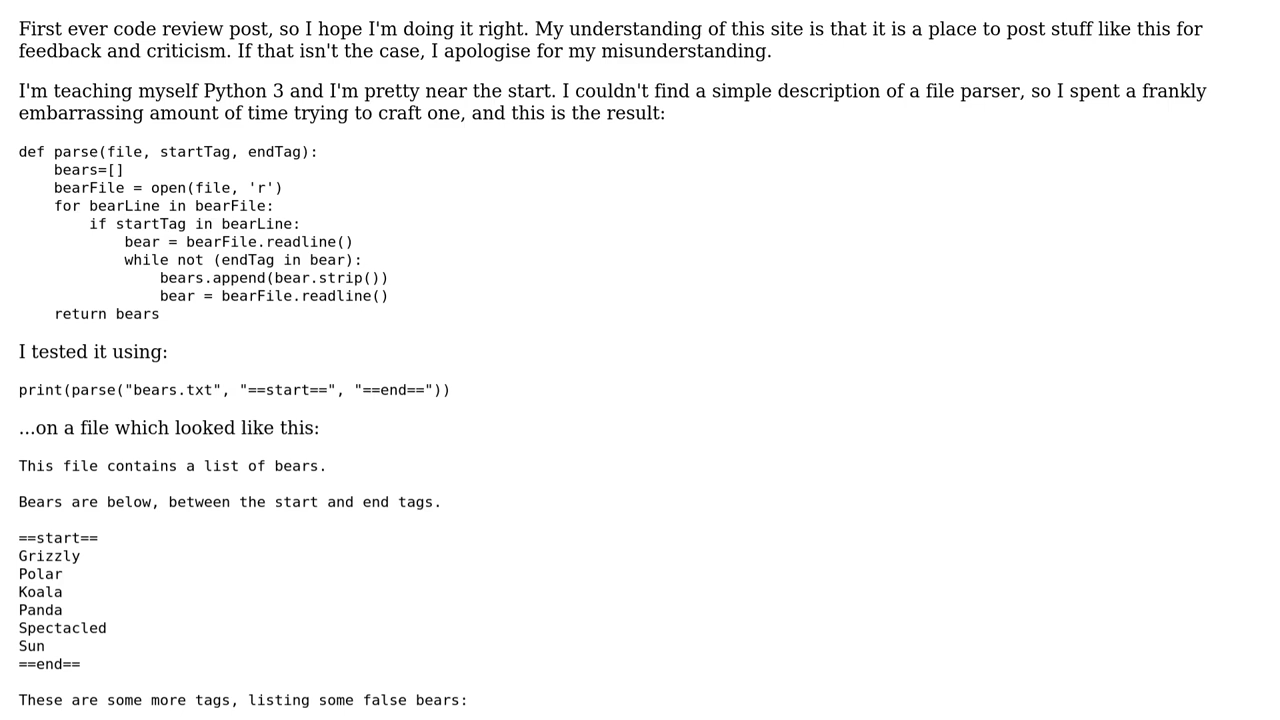 First ever code review post, so I hope I'm doing it right. My understanding of this site is that it is a place to post stuff like this for
feedback and criticism. If that isn't the case, I apologise for my misunderstanding.
I'm teaching myself Python 3 and I'm pretty near the start. I couldn't find a simple description of a file parser, so I spent a frankly
embarrassing amount of time trying to craft one, and this is the result:
def parse(file, startTag, endTag):
    bears=[]
    bearFile = open(file, 'r')
    for bearLine in bearFile:
        if startTag in bearLine:
            bear = bearFile.readline()
            while not (endTag in bear):
                bears.append(bear.strip())
                bear = bearFile.readline()
    return bears
I tested it using:
print(parse("bears.txt", "==start==", "==end=="))
...on a file which looked like this:
This file contains a list of bears.
Bears are below, between the start and end tags.
==start==
Grizzly
Polar
Koala
Panda
Spectacled
Sun
==end==
These are some more tags, listing some false bears: